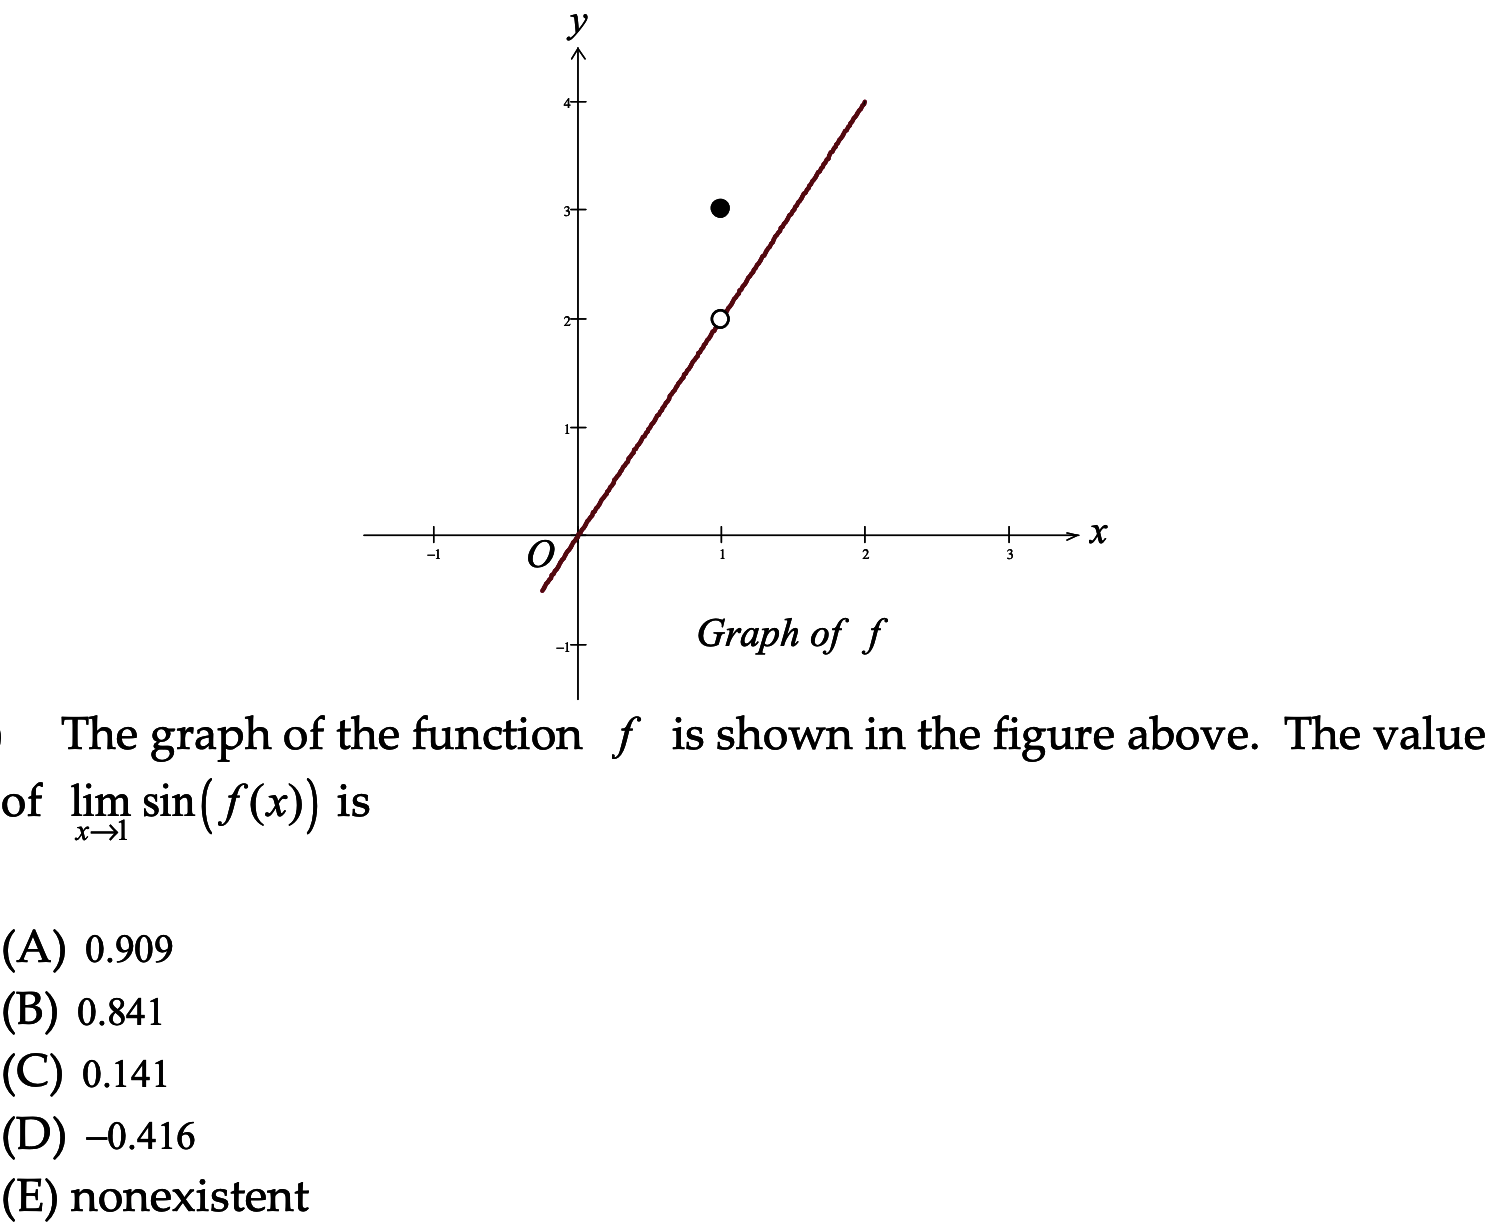 y
4
3
2
1
O
-1 1 2 3 x
-1
Graph of f
The graph of the function f is shown in the figure above. The value
of lim x→1 sin(f(x)) is
(A) 0.909
(B) 0.841
(C) 0.141
(D) –0.416
(E) nonexistent